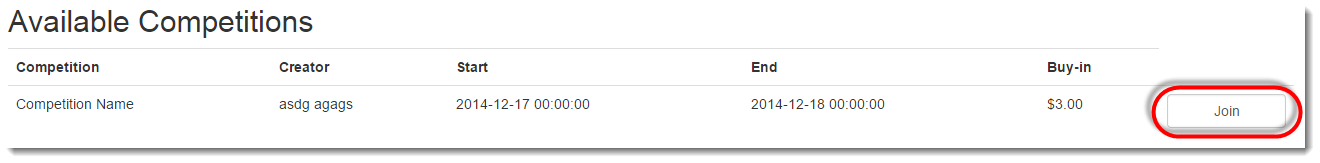 Available Competitions
Competition Creator Start End Buy-in
Competition Name asdg agags 2014-12-17 00:00:00 2014-12-18 00:00:00 $3.00 Join